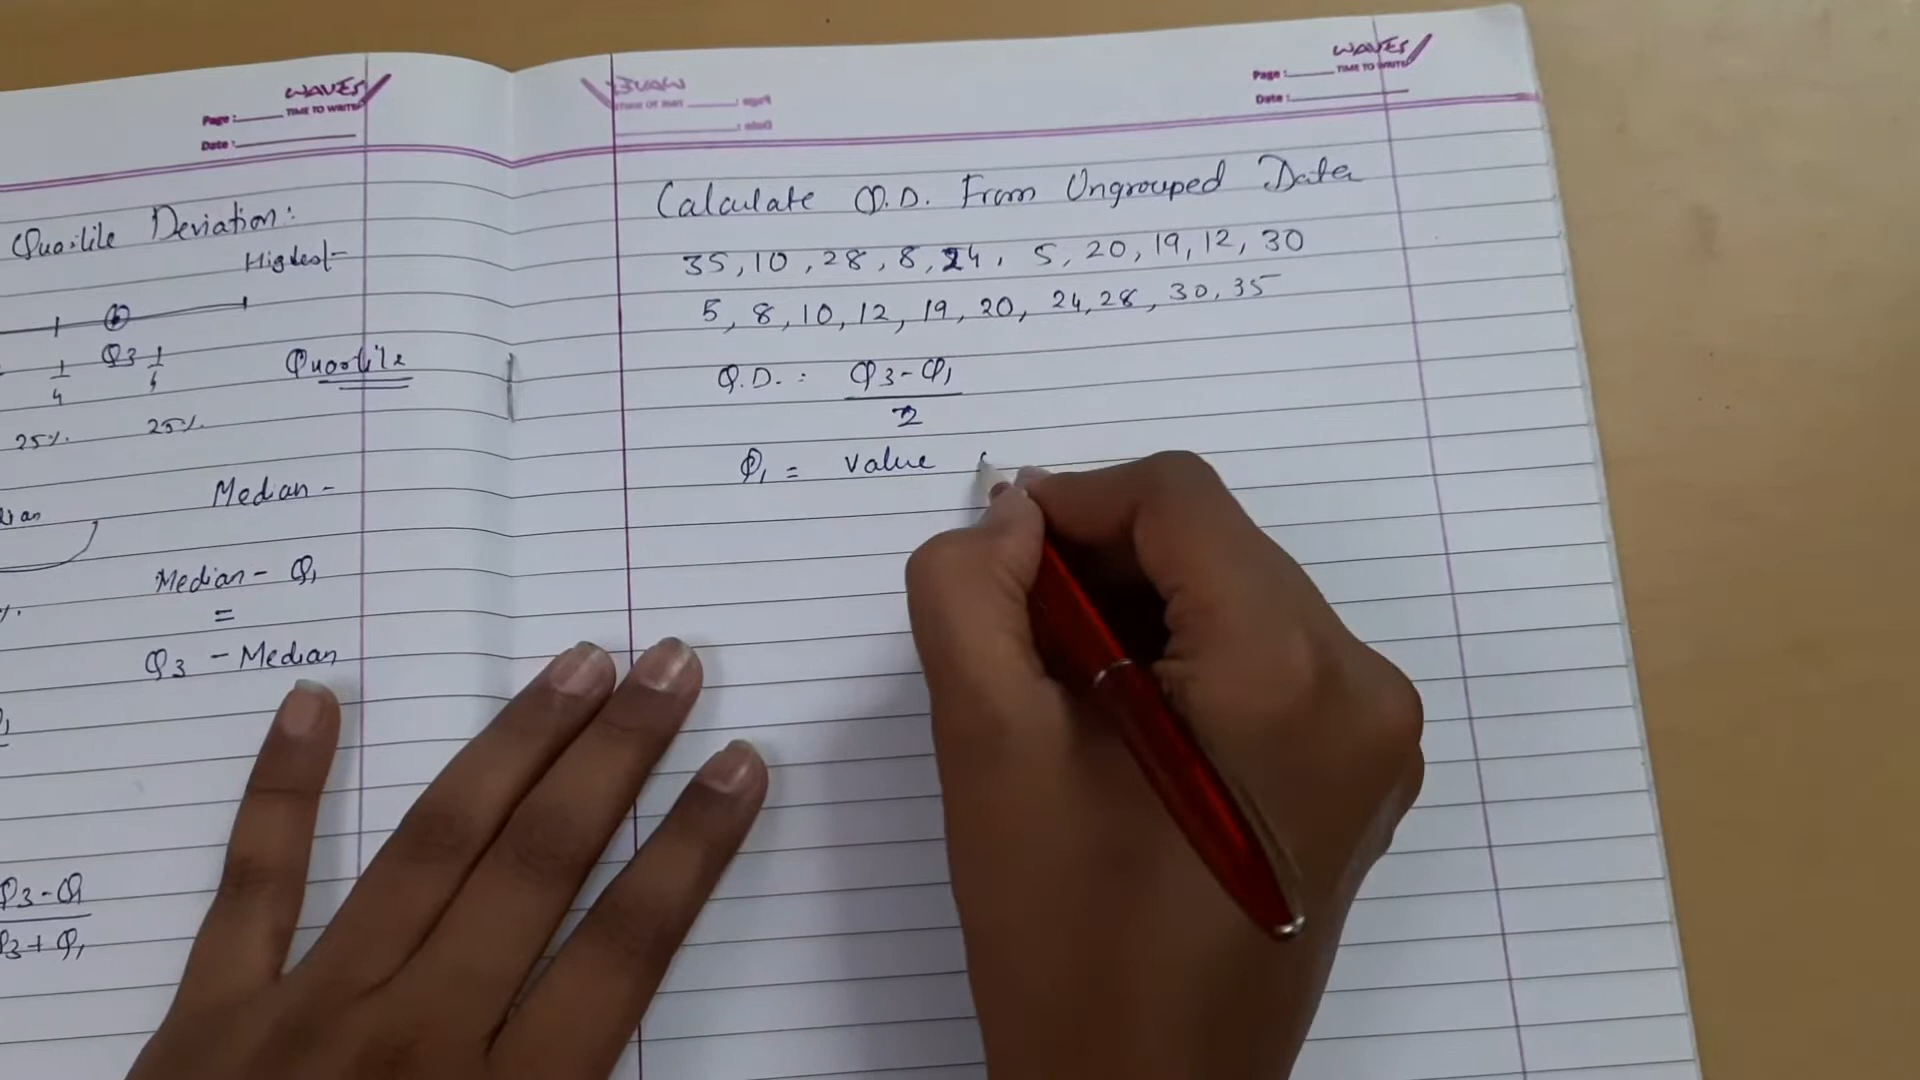 WAVES
TIME TO WRITE
Page :
Date :
Quartile Deviation:
Highest
Q3
1
4
1
Quartile
25%
25%
Median -
Median - Q1
=
Q3 - Median
Q3 - Q
3 + Q1
WAVES
TIME TO WRITE
Page :
Date :
Calculate Q.D. From Ungrouped Data
35, 10, 28, 8, 24, 5, 20, 19, 12, 30
5, 8, 10, 12, 19, 20, 24, 28, 30, 35
Q.D. : Q3 - Q1
2
Q1 = Value